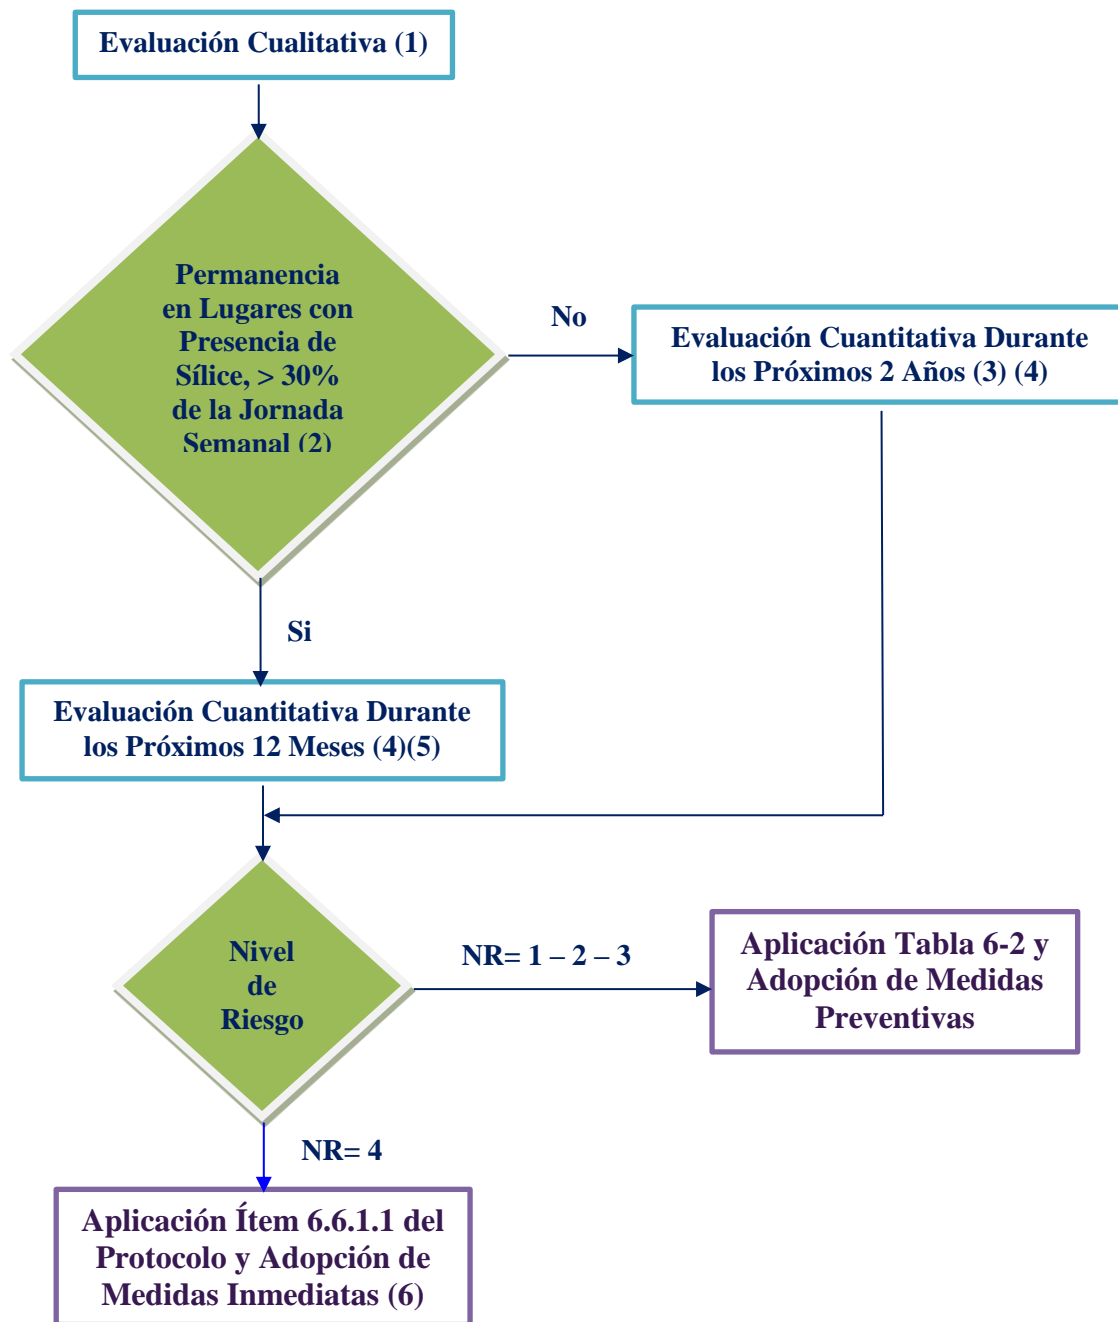 Evaluación Cualitativa (1)
Permanencia
en Lugares con
Presencia de
Sílice, > 30%
de la Jornada
Semanal (2)
No
Evaluación Cuantitativa Durante
los Próximos 2 Años (3) (4)
Si
Evaluación Cuantitativa Durante
los Próximos 12 Meses (4)(5)
Nivel
de
Riesgo
NR= 1 – 2 – 3
Aplicación Tabla 6-2 y
Adopción de Medidas
Preventivas
NR= 4
Aplicación Ítem 6.6.1.1 del
Protocolo y Adopción de
Medidas Inmediatas (6)